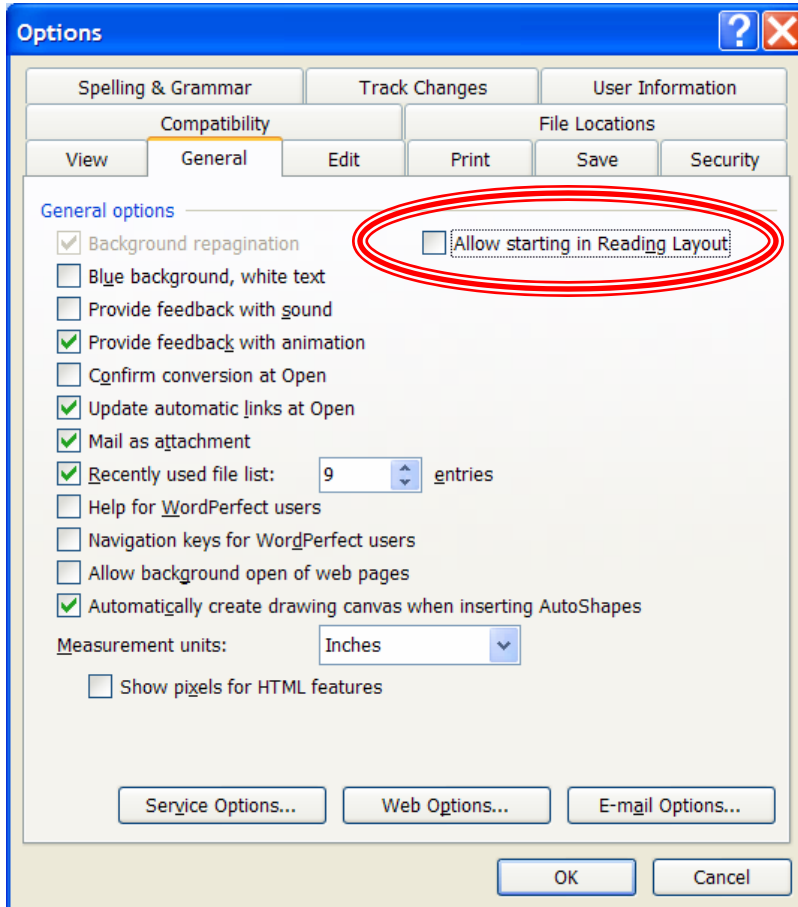 Options
Spelling & Grammar Track Changes User Information
Compatibility File Locations
View General Edit Print Save Security
General options
Background repagination Allow starting in Reading Layout
Blue background, white text
Provide feedback with sound
Provide feedback with animation
Confirm conversion at Open
Update automatic links at Open
Mail as attachment
Recently used file list: 9 entries
Help for WordPerfect users
Navigation keys for WordPerfect users
Allow background open of web pages
Automatically create drawing canvas when inserting AutoShapes
Measurement units: Inches
Show pixels for HTML features
Service Options... Web Options... E-mail Options...
OK Cancel